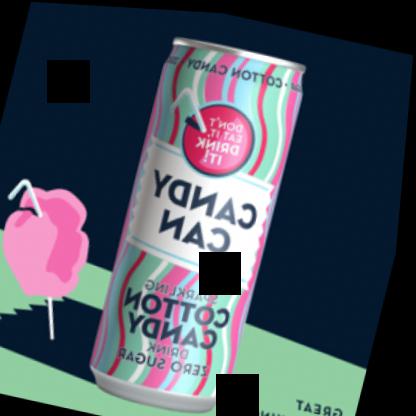 COTTON CANDY
DON'T
EAT IT,
DRINK
IT!
CANDY
CAN
SPARKLING
COTTON
CANDY
DRINK
ZERO SUGAR
GREAT